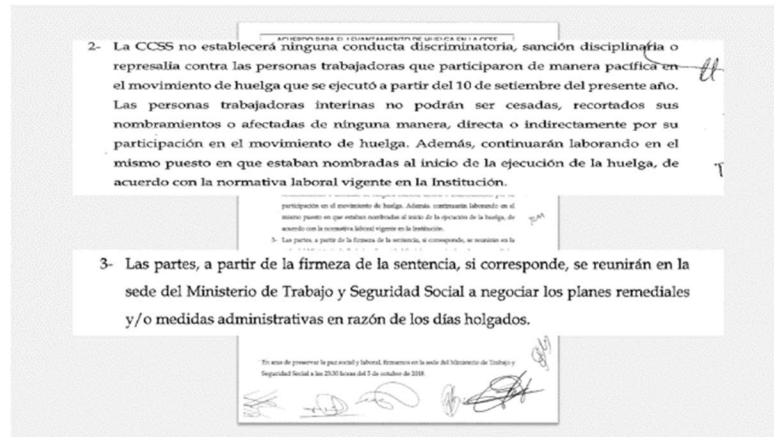 ACUERDO PARA EL LEVANTAMIENTO DE HUELGA EN LA CCSS
2- La CCSS no establecerá ninguna conducta discriminatoria, sanción disciplinaria o
represalia contra las personas trabajadoras que participaron de manera pacífica en
el movimiento de huelga que se ejecutó a partir del 10 de setiembre del presente año.
Las personas trabajadoras interinas no podrán ser cesadas, recortados sus
nombramientos o afectadas de ninguna manera, directa o indirectamente por su
participación en el movimiento de huelga. Además, continuarán laborando en el
mismo puesto en que estaban nombradas al inicio de la ejecución de la huelga, de
acuerdo con la normativa laboral vigente en la Institución.
participación en el movimiento de huelga. Además, continuarán laborando en el
mismo puesto en que estaban nombradas al inicio de la ejecución de la huelga, de
acuerdo con la normativa laboral vigente en la Institución.
3- Las partes, a partir de la firmeza de la sentencia, si corresponde, se reunirán en la
3- Las partes, a partir de la firmeza de la sentencia, si corresponde, se reunirán en la
sede del Ministerio de Trabajo y Seguridad Social a negociar los planes remediales
y/o medidas administrativas en razón de los días holgados.
En aras de preservar la paz social y laboral, firmamos en la sede del Ministerio de Trabajo y
Seguridad Social a las 23:30 horas del 5 de octubre de 2018.